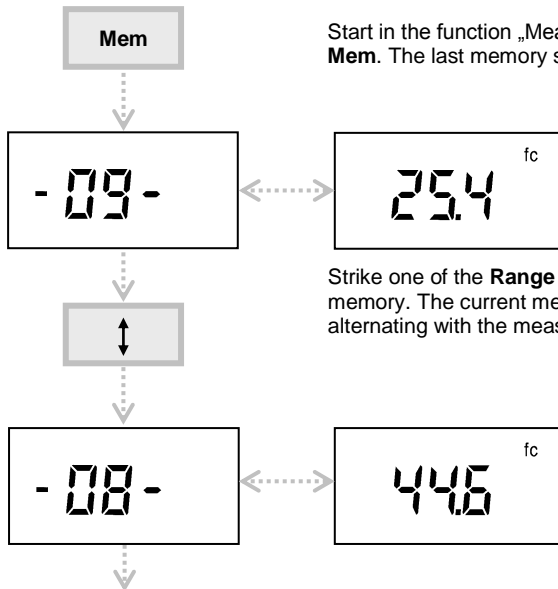 Mem
Start in the function „Mea
Mem. The last memory s
- 09 -
fc
25.4
Strike one of the Range
memory. The current me
alternating with the meas
↕
- 08 -
fc
44.6